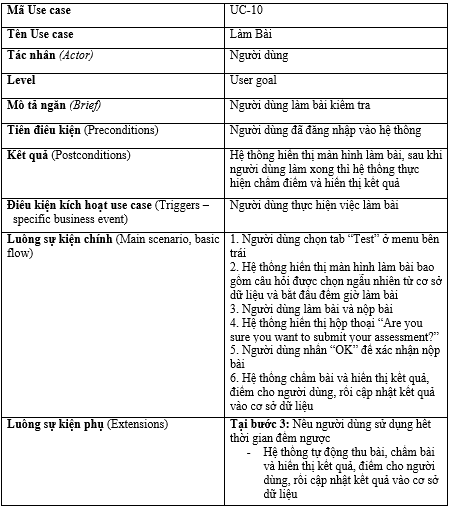 Mã Use case
UC-10
Tên Use case
Làm Bài
Tác nhân (Actor)
Người dùng
Level
User goal
Mô tả ngắn (Brief)
Người dùng làm bài kiểm tra
Tiền điều kiện (Preconditions)
Người dùng đã đăng nhập vào hệ thống
Kết quả (Postconditions)
Hệ thống hiển thị màn hình làm bài, sau khi
người dùng làm xong thì hệ thống thực
hiện chấm điểm và hiển thị kết quả
Điều kiện kích hoạt use case (Triggers –
specific business event)
Người dùng thực hiện việc làm bài
Luồng sự kiện chính (Main scenario, basic
flow)
1. Người dùng chọn tab “Test” ở menu bên
trái
2. Hệ thống hiển thị màn hình làm bài bao
gồm câu hỏi được chọn ngẫu nhiên từ cơ sở
dữ liệu và bắt đầu đếm giờ làm bài
3. Người dùng làm bài và nộp bài
4. Hệ thống hiển thị hộp thoại “Are you
sure you want to submit your assessment?”
5. Người dùng nhấn “OK” để xác nhận nộp
bài
6. Hệ thống chấm bài và hiển thị kết quả,
điểm cho người dùng, rồi cập nhật kết quả
vào cơ sở dữ liệu
Luồng sự kiện phụ (Extensions)
Tại bước 3: Nếu người dùng sử dụng hết
thời gian đếm ngược
- Hệ thống tự động thu bài, chấm bài
và hiển thị kết quả, điểm cho người
dùng, rồi cập nhật kết quả vào cơ sở
dữ liệu